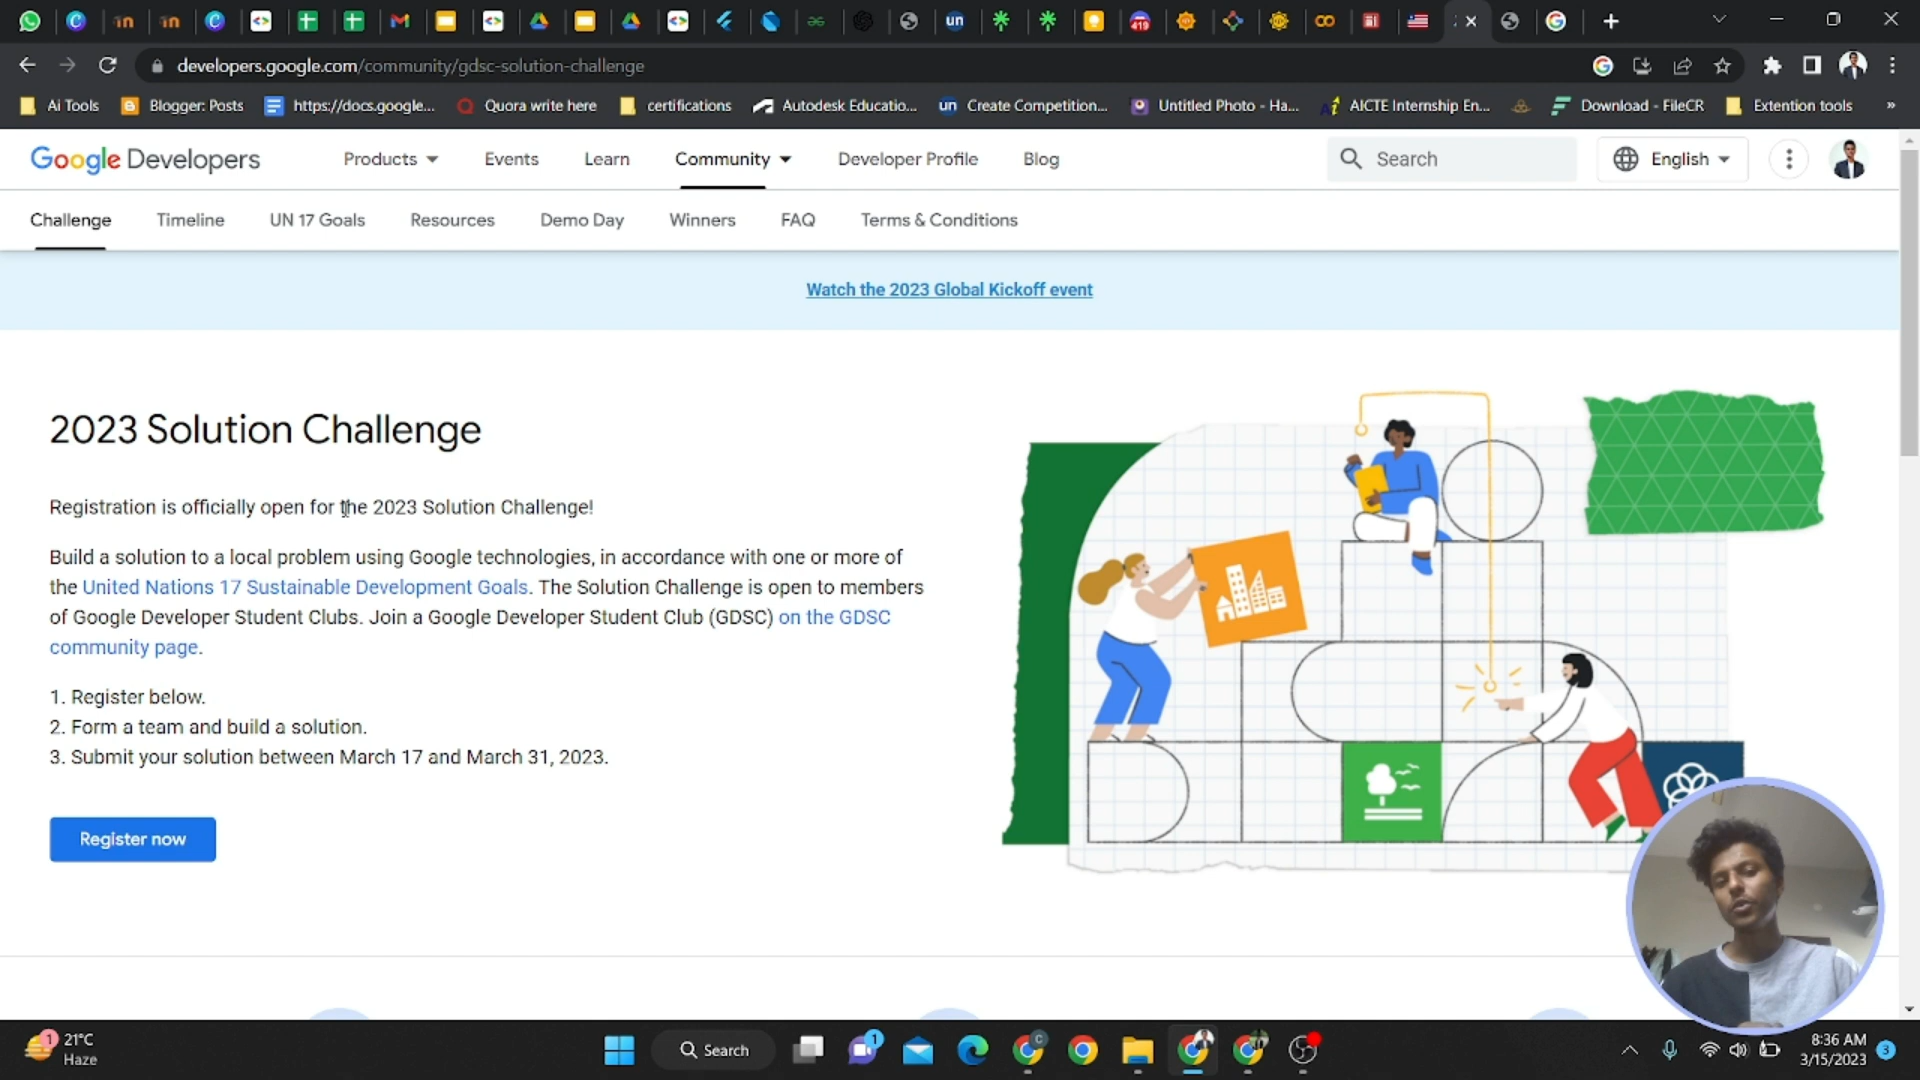 developers.google.com/community/gdsc-solution-challenge
Ai Tools
Blogger: Posts
https://docs.google...
Quora write here
certifications
Autodesk Educatio...
un Create Competition...
Untitled Photo - Ha...
AICTE Internship En...
Download - FileCR
Extention tools
»
Google Developers
Products
Events
Learn
Community
Developer Profile
Blog
Search
English
Challenge
Timeline
UN 17 Goals
Resources
Demo Day
Winners
FAQ
Terms & Conditions
Watch the 2023 Global Kickoff event
2023 Solution Challenge
Registration is officially open for the 2023 Solution Challenge!
Build a solution to a local problem using Google technologies, in accordance with one or more of
the United Nations 17 Sustainable Development Goals. The Solution Challenge is open to members
of Google Developer Student Clubs. Join a Google Developer Student Club (GDSC) on the GDSC
community page.
1. Register below.
2. Form a team and build a solution.
3. Submit your solution between March 17 and March 31, 2023.
Register now
1
21°C
Haze
Search
1
8:36 AM
3/15/2023
3